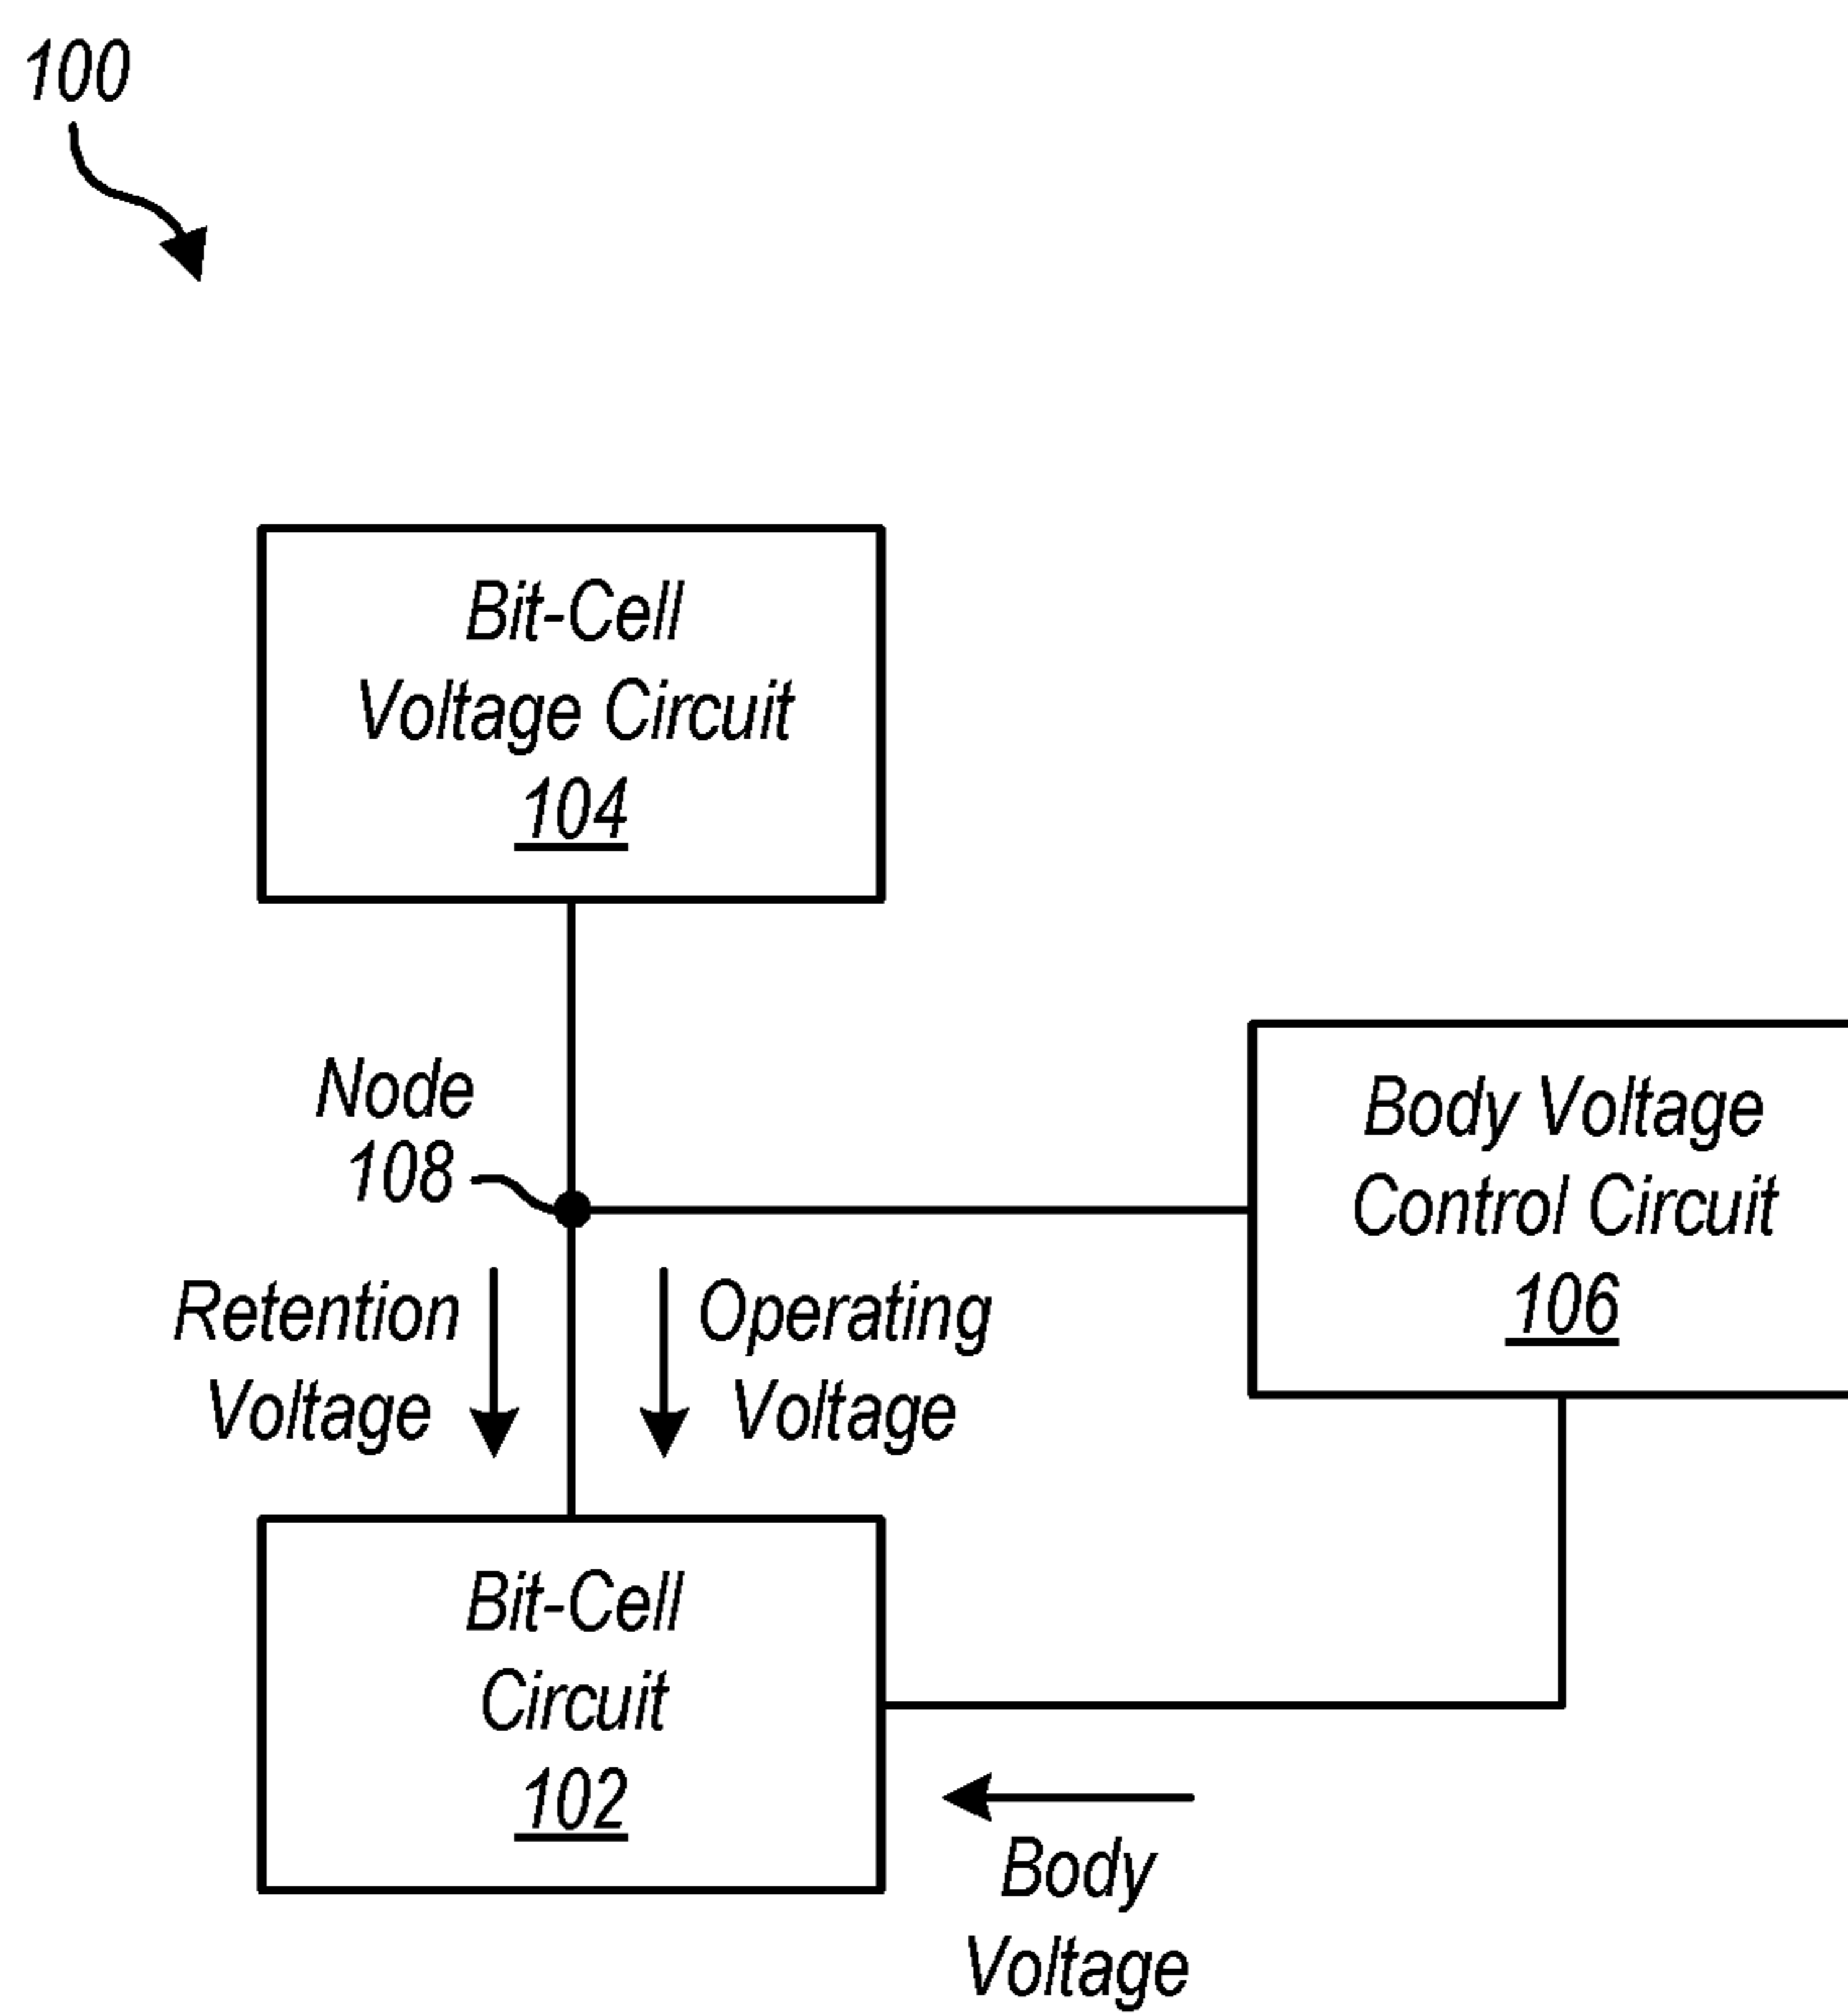 100
Bit-Cell
Voltage Circuit
104
Node
108
Body Voltage
Control Circuit
106
Retention
Voltage
Operating
Voltage
Bit-Cell
Circuit
102
Body
Voltage